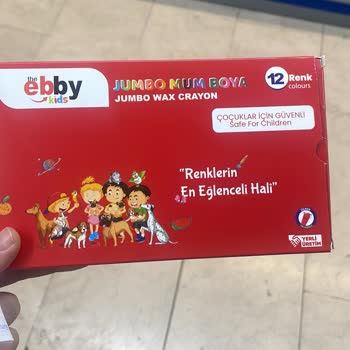 the
ebby
kids
JUMBO MUM BOYA
JUMBO WAX CRAYON
12 Renk
colours
ÇOCUKLAR İÇİN GÜVENLİ
Safe For Children
"Renklerin
En Eğlenceli Hali"
YERLİ
ÜRETİM